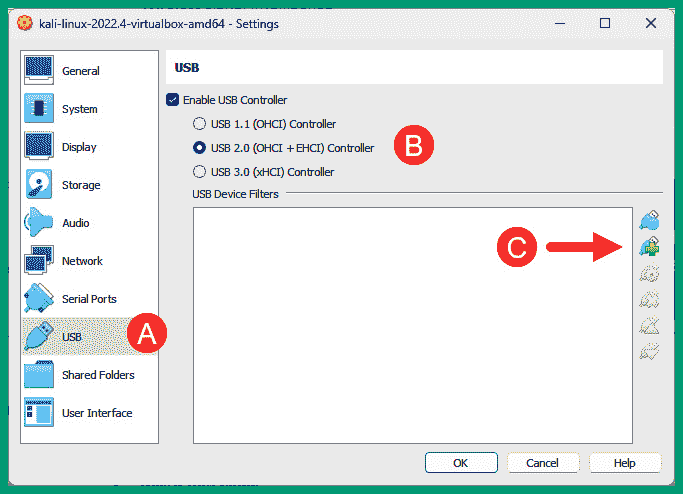 kali-linux-2022.4-virtualbox-amd64 - Settings
General
System
Display
Storage
Audio
Network
Serial Ports
USB
A
Shared Folders
User Interface
USB
Enable USB Controller
USB 1.1 (OHCI) Controller
USB 2.0 (OHCI + EHCI) Controller
B
USB 3.0 (xHCI) Controller
USB Device Filters
C
OK
Cancel
Help